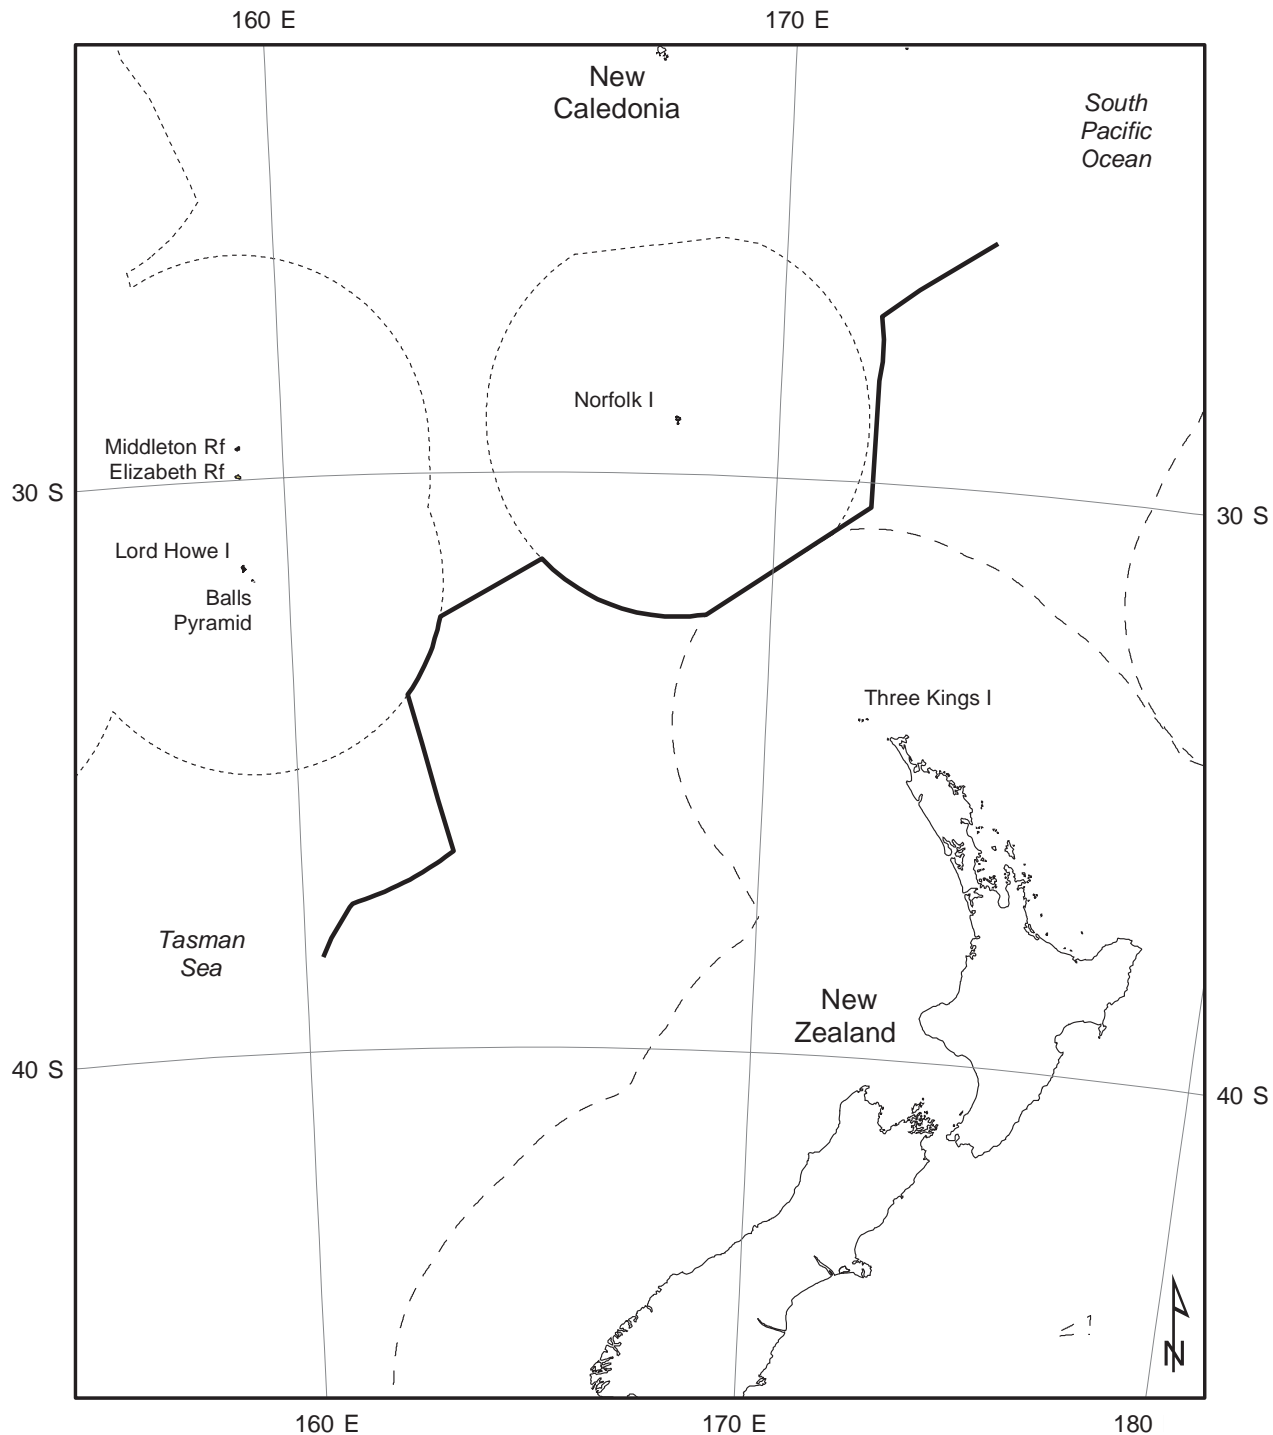 160 E
170 E
New
Caledonia
South
Pacific
Ocean
Norfolk I
Middleton Rf
Elizabeth Rf
30 S
30 S
Lord Howe I
Balls
Pyramid
Three Kings I
Tasman
Sea
New
Zealand
40 S
40 S
N
160 E
170 E
180